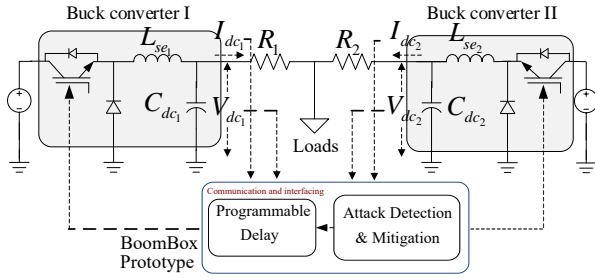 Buck converter I
Buck converter II
L_se1
I_dc1
R_1
R_2
I_dc2
L_se2
C_dc1
V_dc1
V_dc2
C_dc2
Loads
Communication and interfacing
Programmable
Delay
Attack Detection
& Mitigation
BoomBox
Prototype